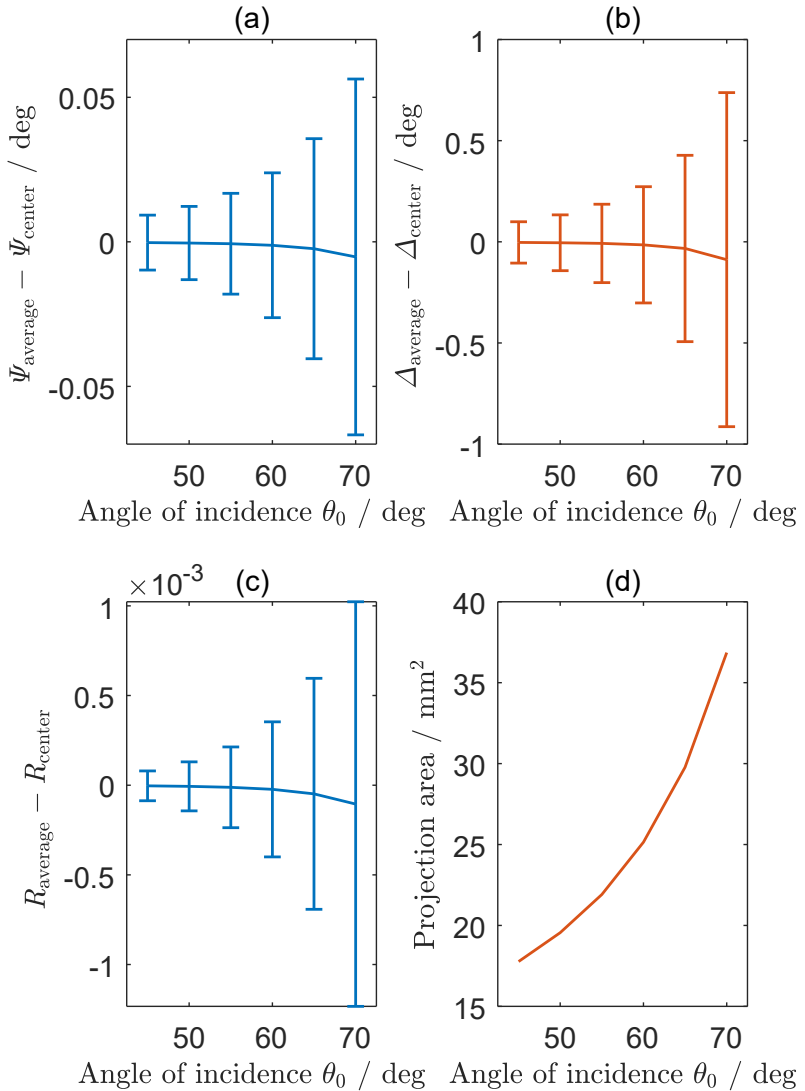 (a)
0.05
0
-0.05
Ψaverage − Ψcenter / deg
50 60 70
Angle of incidence θ0 / deg
(b)
1
0.5
0
-0.5
-1
Δaverage − Δcenter / deg
50 60 70
Angle of incidence θ0 / deg
×10-3
(c)
1
0.5
0
-0.5
-1
Raverage − Rcenter
50 60 70
Angle of incidence θ0 / deg
(d)
40
35
30
25
20
15
Projection area / mm2
50 60 70
Angle of incidence θ0 / deg